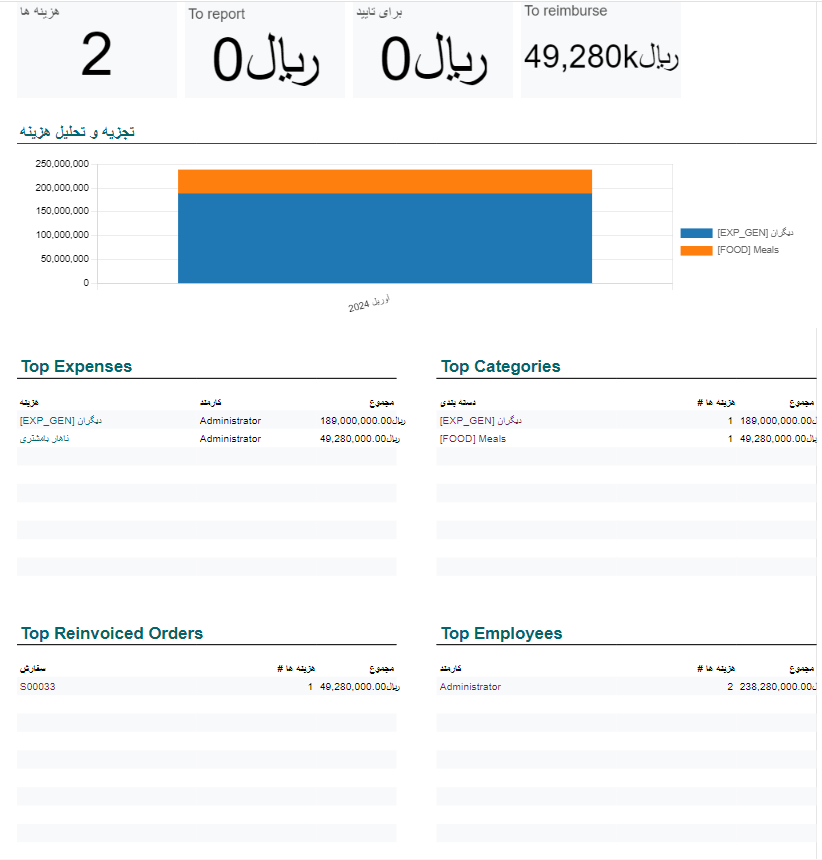 هزینه ها
2
To report
ریال0
برای تایید
ریال0
To reimburse
49,280kریال
تجزیه و تحلیل هزینه
250,000,000
200,000,000
150,000,000
100,000,000
50,000,000
0
آوریل 2024
[EXP_GEN] دیگران
[FOOD] Meals
Top Expenses
هزینه کارمند مجموع
[EXP_GEN] دیگران Administrator 189,000,000.00ریال
ناهار بامشتری Administrator 49,280,000.00ریال
Top Categories
دسته بندی # هزینه ها مجموع
[EXP_GEN] دیگران 1 189,000,000.00
[FOOD] Meals 1 49,280,000.00
Top Reinvoiced Orders
سفارش # هزینه ها مجموع
S00033 1 49,280,000.00ریال
Top Employees
کارمند # هزینه ها مجموع
Administrator 2 238,280,000.00